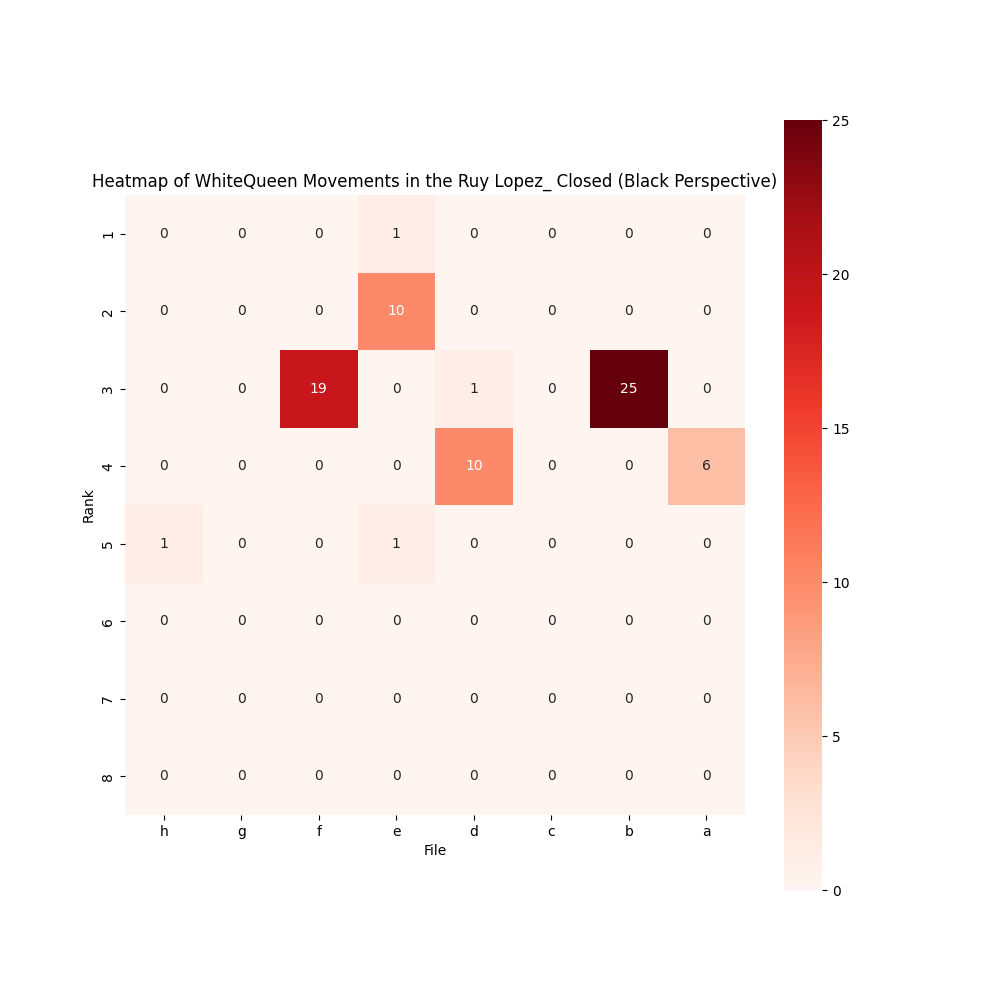 Heatmap of WhiteQueen Movements in the Ruy Lopez_ Closed (Black Perspective)
25
20
15
10
5
0
Rank
1 0 0 0 1 0 0 0 0
2 0 0 0 10 0 0 0 0
3 0 0 19 0 1 0 25 0
4 0 0 0 0 10 0 0 6
5 1 0 0 1 0 0 0 0
6 0 0 0 0 0 0 0 0
7 0 0 0 0 0 0 0 0
8 0 0 0 0 0 0 0 0
h g f e d c b a
File